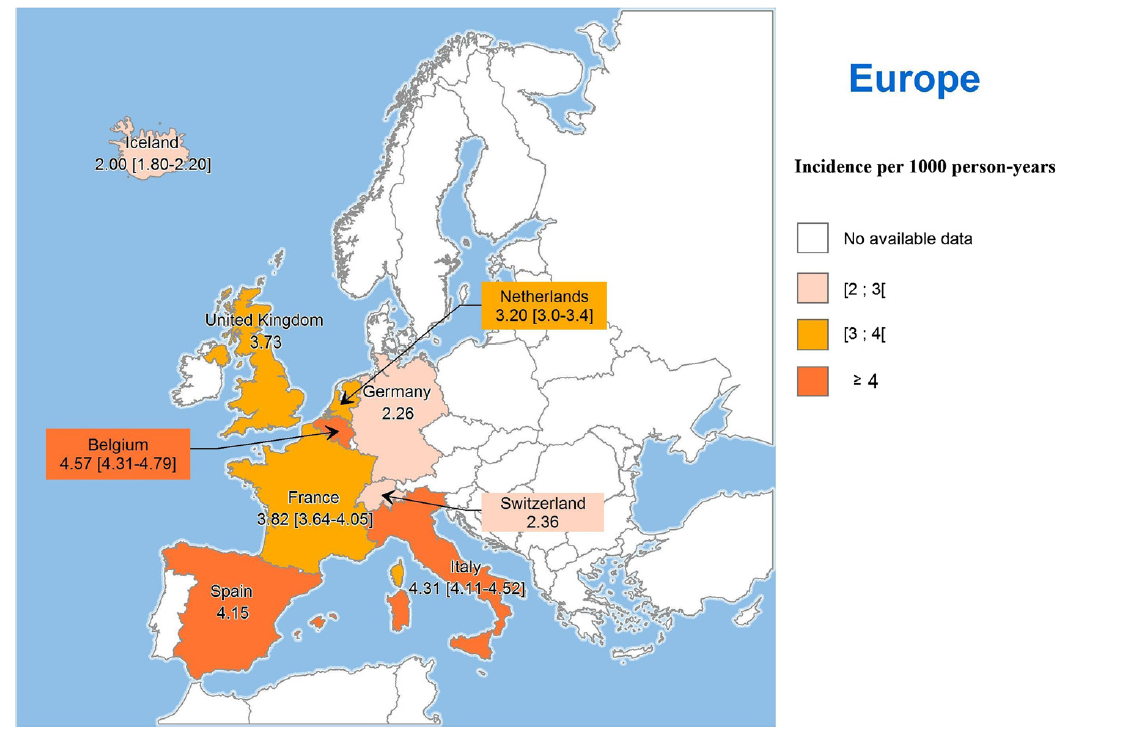 Europe
Incidence per 1000 person-years
No available data
[2 ; 3[
[3 ; 4[
≥ 4
Iceland
2.00 [1.80-2.20]
Netherlands
3.20 [3.0-3.4]
United Kingdom
3.73
Germany
2.26
Belgium
4.57 [4.31-4.79]
France
3.82 [3.64-4.05]
Switzerland
2.36
Italy
4.31 [4.11-4.52]
Spain
4.15